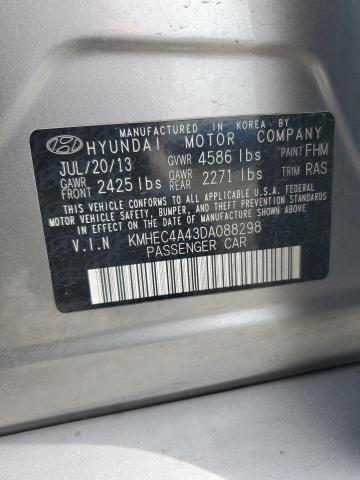 MANUFACTURED IN KOREA BY
HYUNDAI MOTOR COMPANY
JUL/20/13 GVWR 4586 lbs PAINT FHM
GAWR FRONT 2425 lbs GAWR REAR 2271 lbs TRIM RAS
THIS VEHICLE CONFORMS TO ALL APPLICABLE U.S.A. FEDERAL
MOTOR VEHICLE SAFETY, BUMPER, AND THEFT PREVENTION
STANDARDS IN EFFECT ON THE DATE OF MANUFACTURE SHOWN ABOVE.
V.I.N KMHEC4A43DA088298
PASSENGER CAR